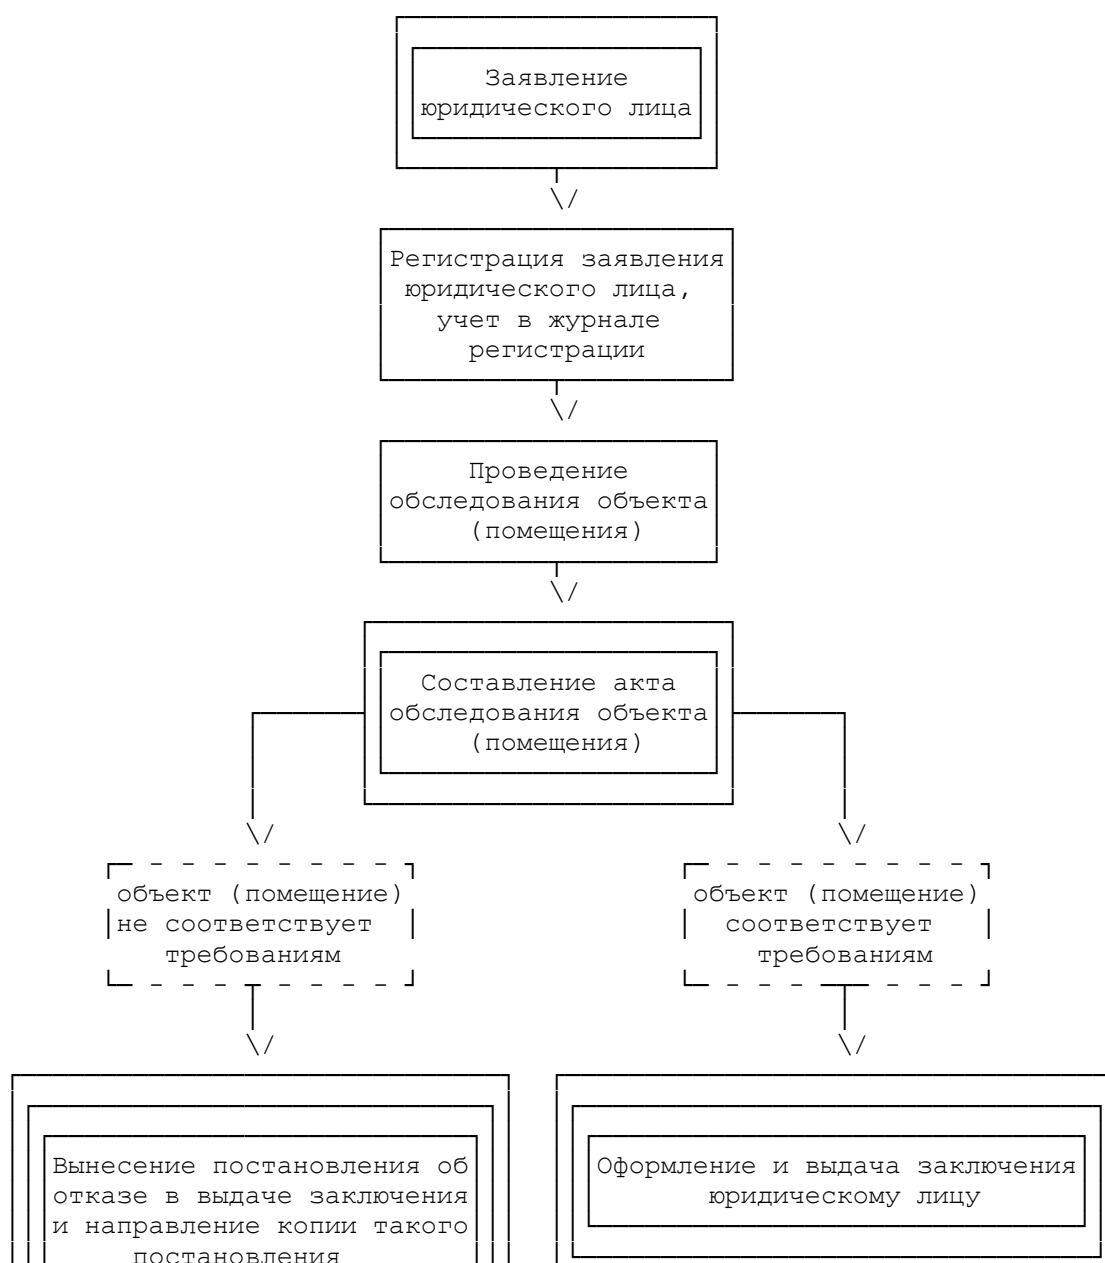 Заявление
юридического лица
Регистрация заявления
юридического лица,
учет в журнале
регистрации
Проведение
обследования объекта
(помещения)
Составление акта
обследования объекта
(помещения)
объект (помещение)
не соответствует
требованиям
объект (помещение)
соответствует
требованиям
Вынесение постановления об
отказе в выдаче заключения
и направление копии такого
постановления
Оформление и выдача заключения
юридическому лицу